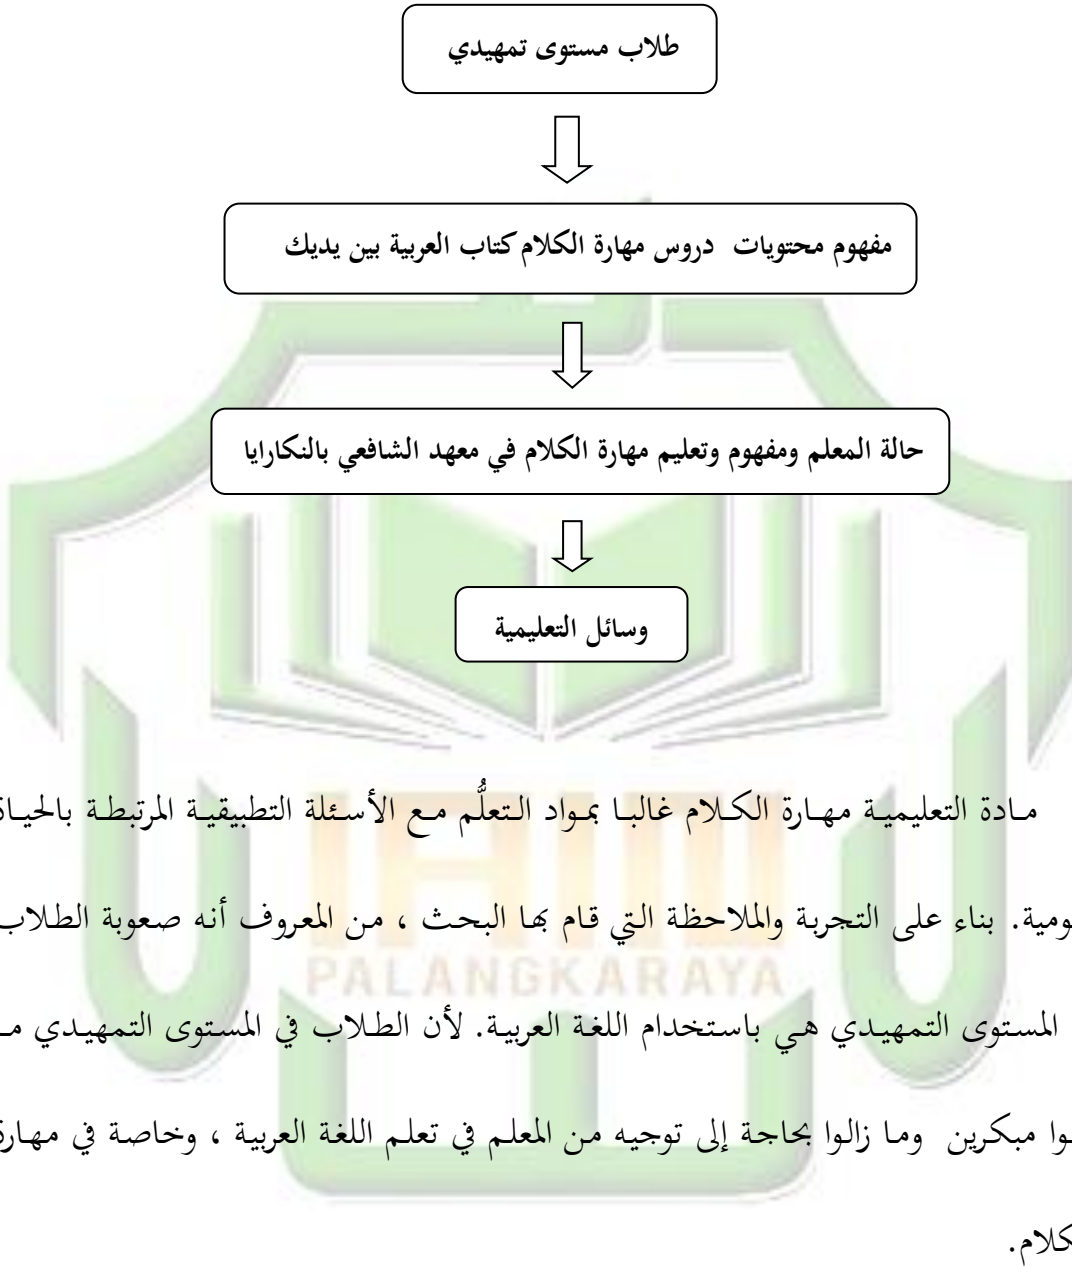 طلاب مستوى تمهيدي
مفهوم محتويات دروس مهارة الكلام كتاب العربية بين يديك
حالة المعلم ومفهوم وتعليم مهارة الكلام في معهد الشافعي بالنكارايا
وسائل التعليمية
مادة التعليمية مهارة الكلام غالبا بمواد التعلُّم مع الأسئلة التطبيقية المرتبطة
بناء على التجربة والملاحظة التي قام بها البحث ، من المعروف أنه صعوبة الطلاب
PALANGKARAYA
المستوى التمهيدي هي باستخدام اللغة العربية. لأن الطلاب في المستوى التمهيدي
مبكرين وما زالوا بحاجة إلى توجيه من المعلم في تعلم اللغة العربية ، وخاصة في